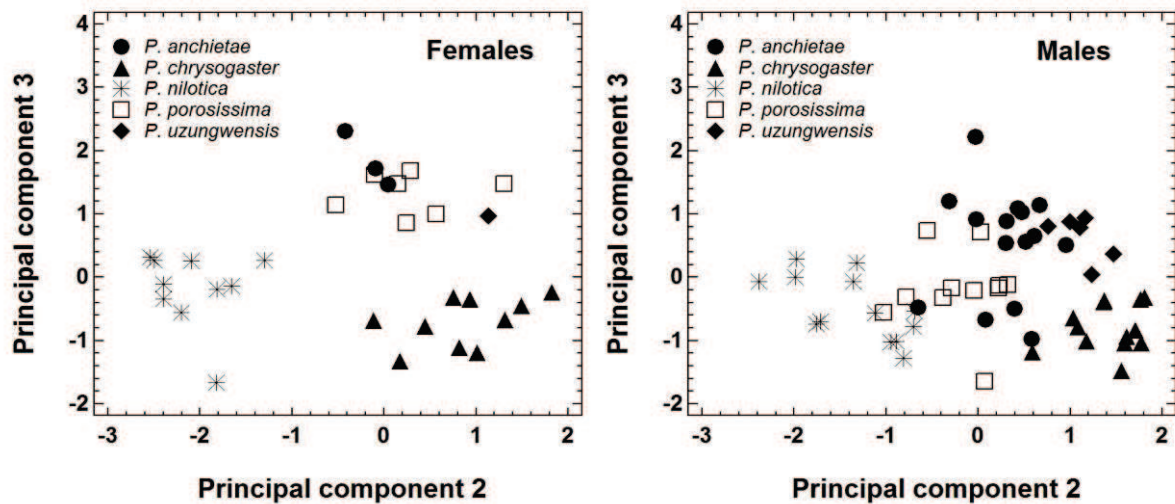 4
3
2
1
0
-1
-2
Principal component 3
Females
P. anchietae
P. chrysogaster
P. nilotica
P. porosissima
P. uzungwensis
-3 -2 -1 0 1 2
Principal component 2
4
3
2
1
0
-1
-2
Principal component 3
Males
P. anchietae
P. chrysogaster
P. nilotica
P. porosissima
P. uzungwensis
-3 -2 -1 0 1 2
Principal component 2